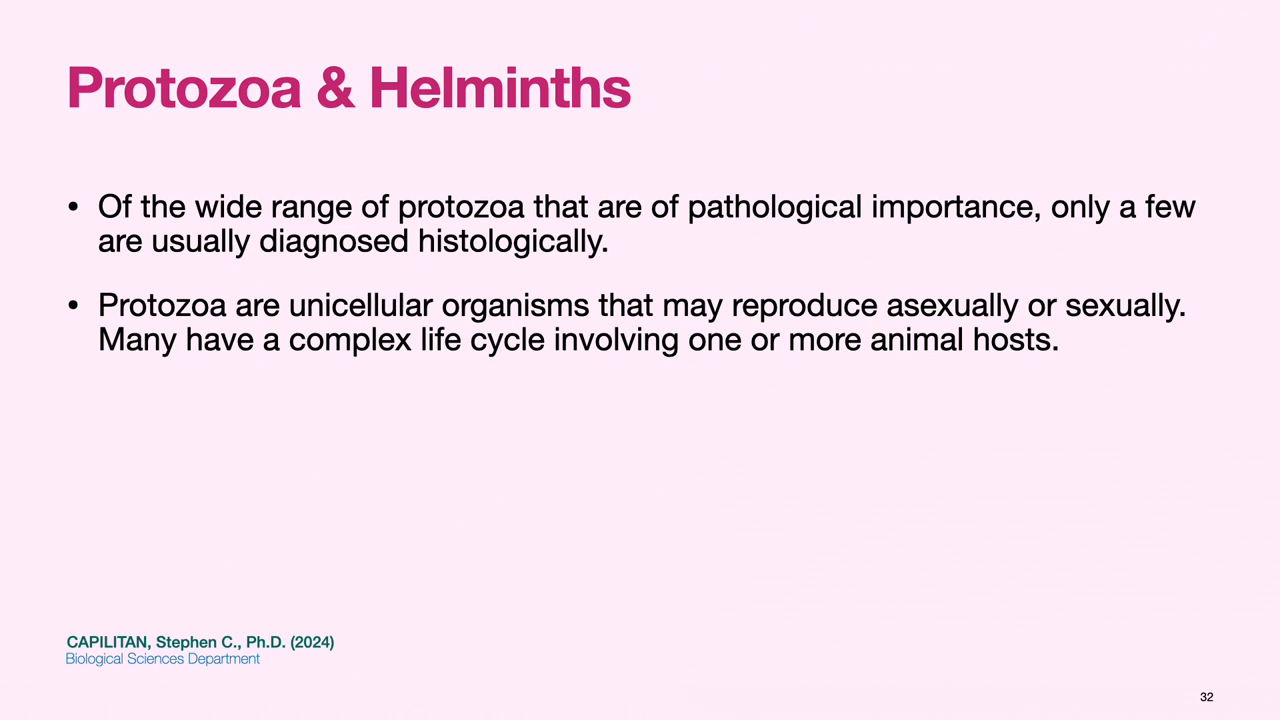 Protozoa & Helminths
• Of the wide range of protozoa that are of pathological importance, only a few
are usually diagnosed histologically.
• Protozoa are unicellular organisms that may reproduce asexually or sexually.
Many have a complex life cycle involving one or more animal hosts.
CAPILITAN, Stephen C., Ph.D. (2024)
Biological Sciences Department
32